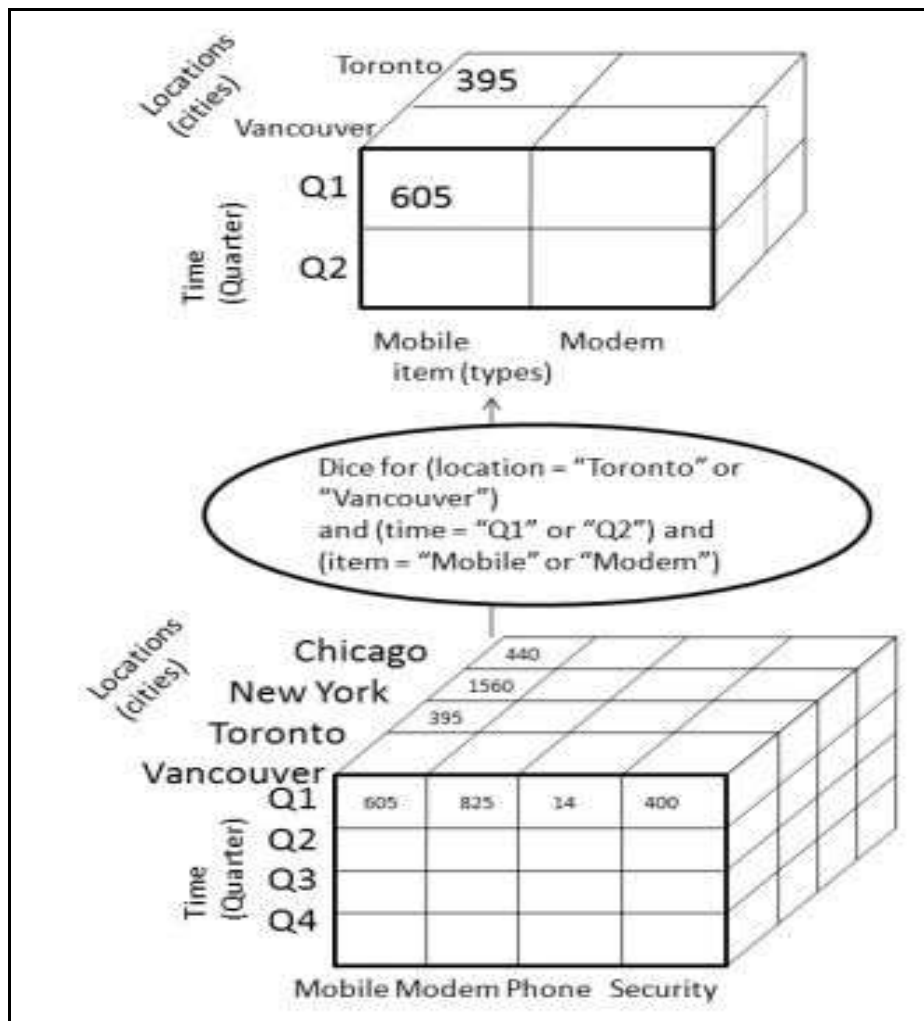 Locations
(cities)
Toronto
395
Vancouver
Time
(Quarter)
Q1
605
Q2
Mobile
Modem
item (types)
Dice for (location = “Toronto” or
“Vancouver”)
and (time = “Q1” or “Q2”) and
(item = “Mobile” or “Modem”)
Locations
(cities)
Chicago
440
New York
1560
Toronto
395
Vancouver
Time
(Quarter)
Q1
605
825
14
400
Q2
Q3
Q4
Mobile Modem Phone Security